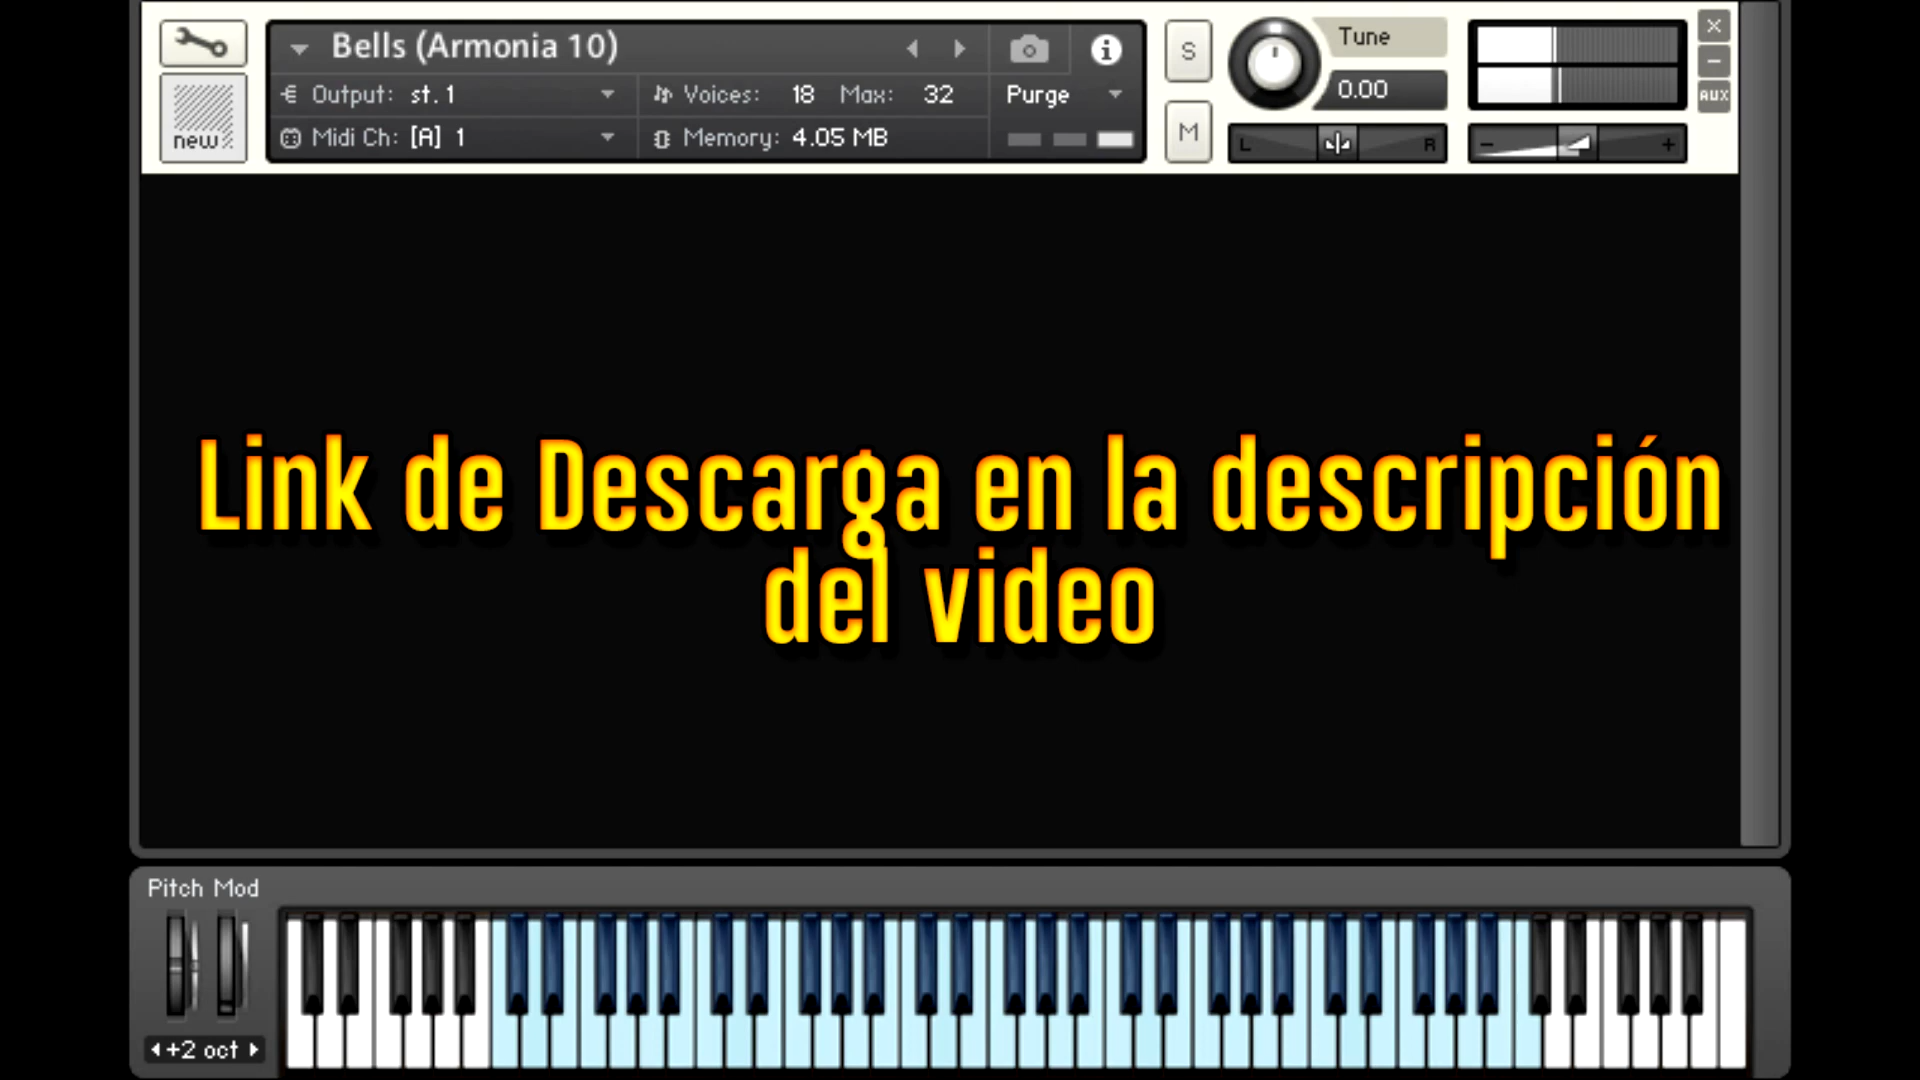 Bells (Armonia 10)
Output: st. 1
Voices: 18 Max: 32
Purge
Midi Ch: [A] 1
Memory: 4.05 MB
new
S
M
Tune
0.00
L
R
-
+
×
-
AUX
Link de Descarga en la descripción
del video
Pitch Mod
+2 oct